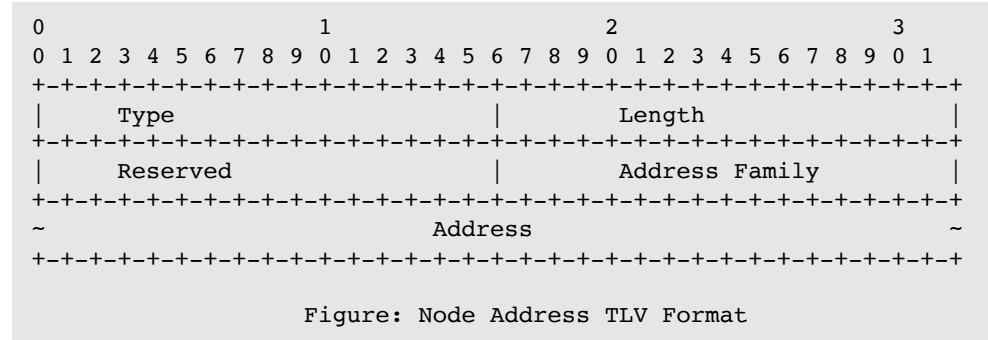 0                   1                   2                   3
0 1 2 3 4 5 6 7 8 9 0 1 2 3 4 5 6 7 8 9 0 1 2 3 4 5 6 7 8 9 0 1
+-+-+-+-+-+-+-+-+-+-+-+-+-+-+-+-+-+-+-+-+-+-+-+-+-+-+-+-+-+-+-+-+
|     Type                      |        Length                 |
+-+-+-+-+-+-+-+-+-+-+-+-+-+-+-+-+-+-+-+-+-+-+-+-+-+-+-+-+-+-+-+-+
|     Reserved                  |        Address Family         |
+-+-+-+-+-+-+-+-+-+-+-+-+-+-+-+-+-+-+-+-+-+-+-+-+-+-+-+-+-+-+-+-+
~                           Address                             ~
+-+-+-+-+-+-+-+-+-+-+-+-+-+-+-+-+-+-+-+-+-+-+-+-+-+-+-+-+-+-+-+-+
Figure: Node Address TLV Format